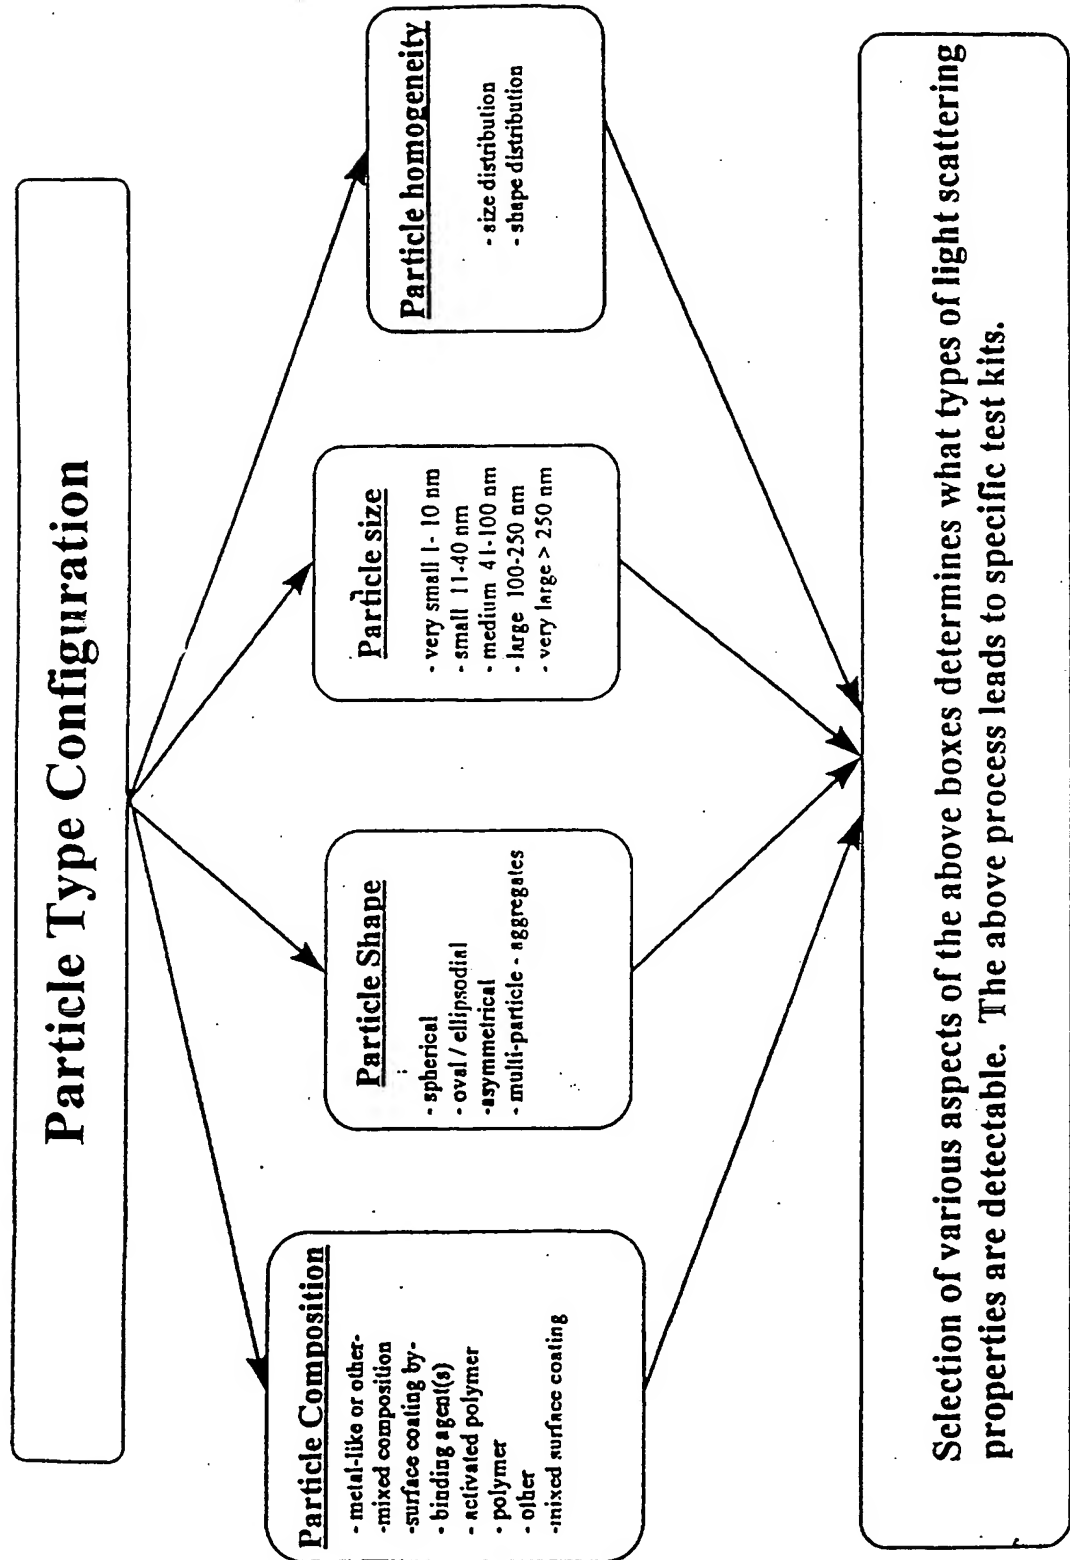 Particle Type Configuration
Particle Composition
- metal-like or other-
-mixed composition
-surface coating by-
- binding agent(s)
- activated polymer
- polymer
- other
-mixed surface coating
Particle Shape
- spherical
- oval / ellipsodial
-asymmetrical
- multi-particle - aggregates
Particle size
- very small 1- 10 nm
- small 11-40 nm
- medium 41-100 nm
- large 100-250 nm
- very large > 250 nm
Particle homogeneity
- size distribution
- shape distribution
Selection of various aspects of the above boxes determines what types of light scattering
properties are detectable. The above process leads to specific test kits.